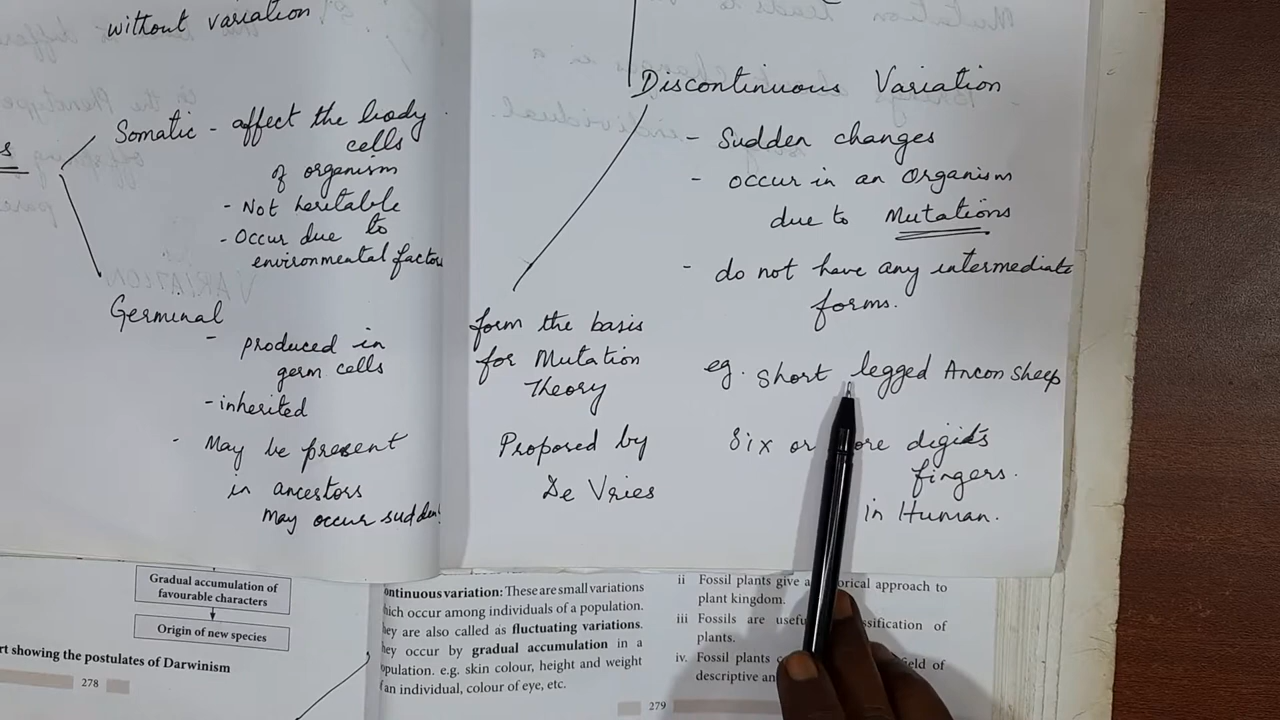 without variation
Somatic - affect the body
cells
of organism
- Not heritable
- Occur due to
environmental factors
Germinal
- produced in
germ cells
- inherited
- May be present
in ancestors
May occur sudden
Discontinuous Variation
- Sudden changes
- occur in an Organism
due to Mutations
- do not have any intermediate
forms.
eg. Short legged Ancon Sheep
Six or digits
fingers.
in Human.
form the basis
for Mutation
Theory
Proposed by
De Vries
Gradual accumulation of
favourable characters
Origin of new species
showing the postulates of Darwinism
278
ontinuous variation: These are small variations
hich occur among individuals of a population.
hey are also called as fluctuating variations.
hey occur by gradual accumulation in a
opulation. e.g. skin colour, height and weight
f an individual, colour of eye, etc.
ii Fossil plants give a orical approach to
plant kingdom.
iii Fossils are usefu ssification of
plants.
iv. Fossil plants field of
descriptive an
279